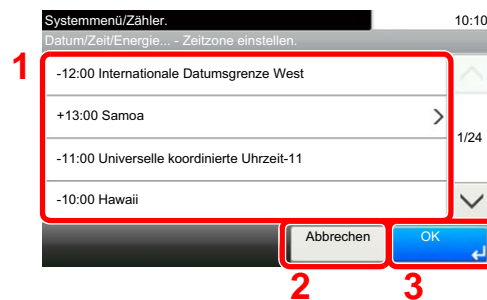 Systemmenü/Zähler. 10:10
Datum/Zeit/Energie... - Zeitzone einstellen.
1
-12:00 Internationale Datumsgrenze West
+13:00 Samoa
1/24
-11:00 Universelle koordinierte Uhrzeit-11
-10:00 Hawaii
Abbrechen OK
2 3